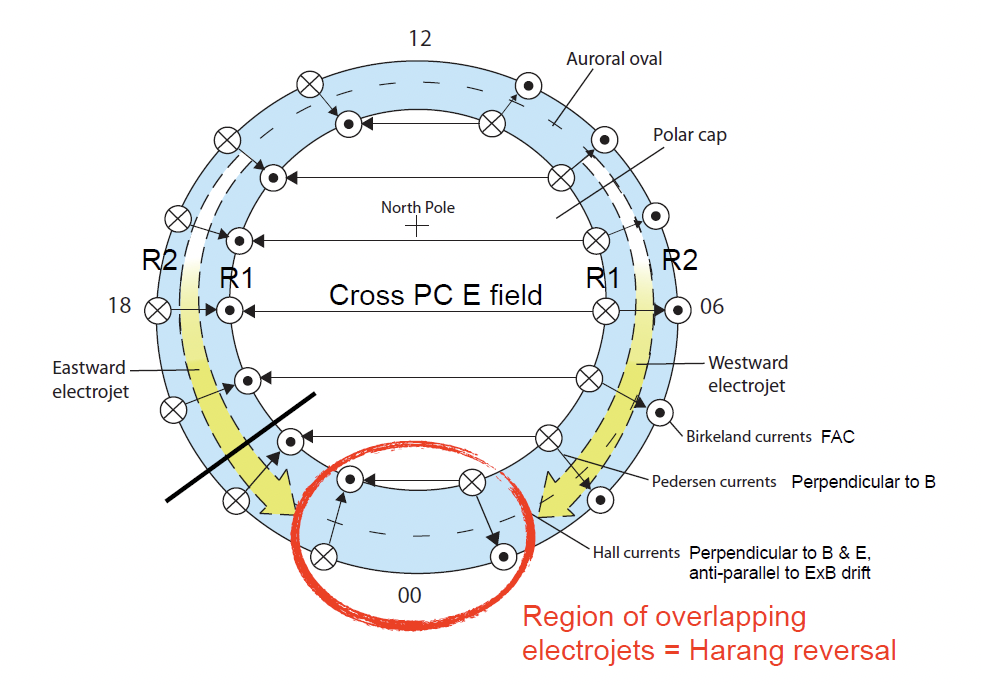 12
Auroral oval
Polar cap
North Pole
R2
R1
R1
R2
Cross PC E field
18
06
Eastward
electrojet
Westward
electrojet
Birkeland currents FAC
Pedersen currents Perpendicular to B
Hall currents Perpendicular to B & E,
anti-parallel to ExB drift
00
Region of overlapping
electrojets = Harang reversal